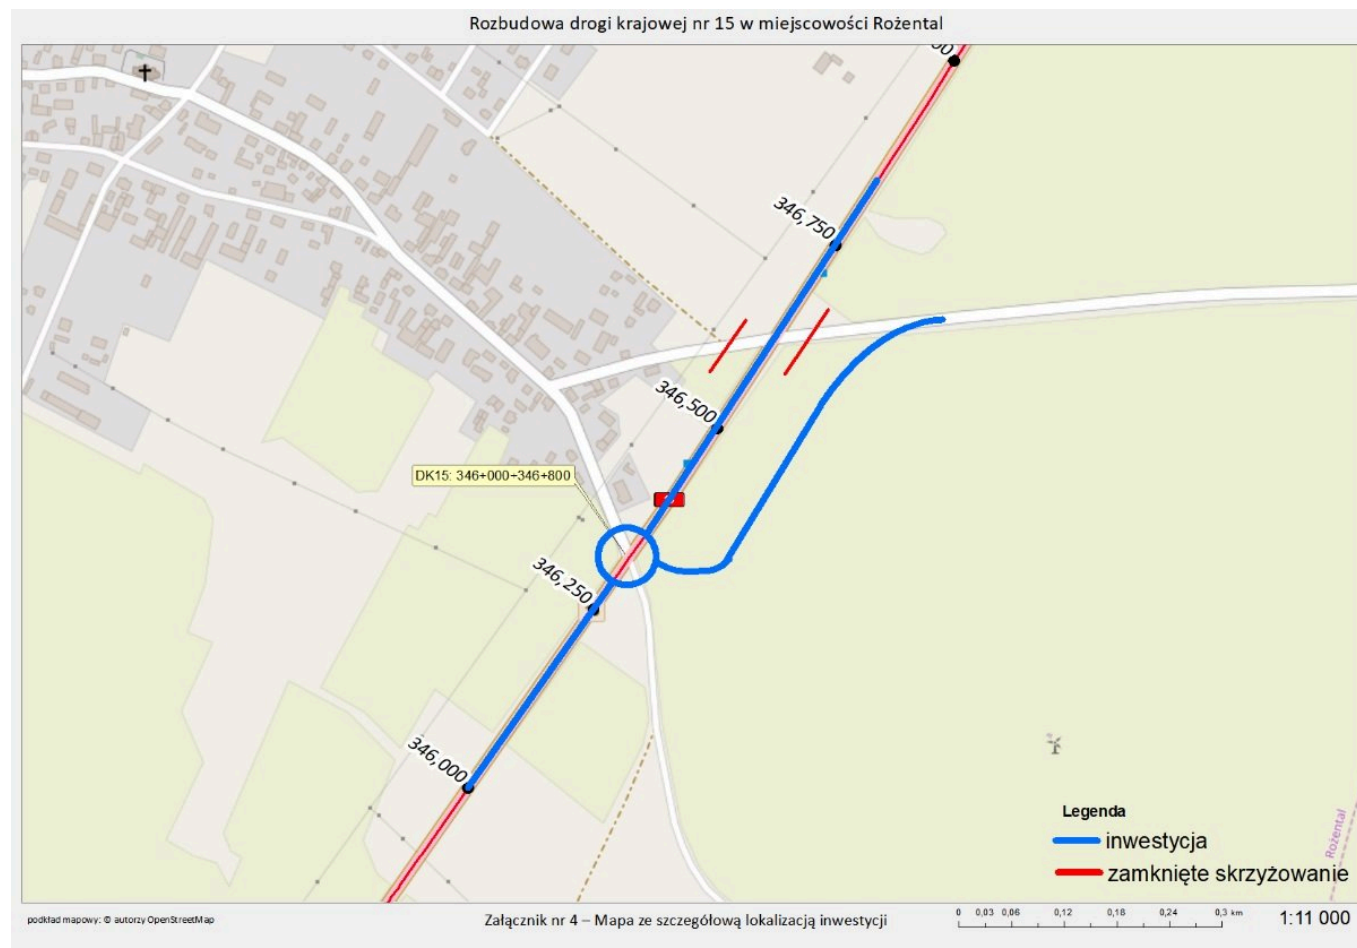 Rozbudowa drogi krajowej nr 15 w miejscowości Rożental
00
346,750
346,500
DK15: 346+000÷346+800
346,250
346,000
Rożental
Legenda
inwestycja
zamknięte skrzyżowanie
podkład mapowy: © autorzy OpenStreetMap
Załącznik nr 4 – Mapa ze szczegółową lokalizacją inwestycji
0 0,03 0,06 0,12 0,18 0,24 0,3 km
1:11 000